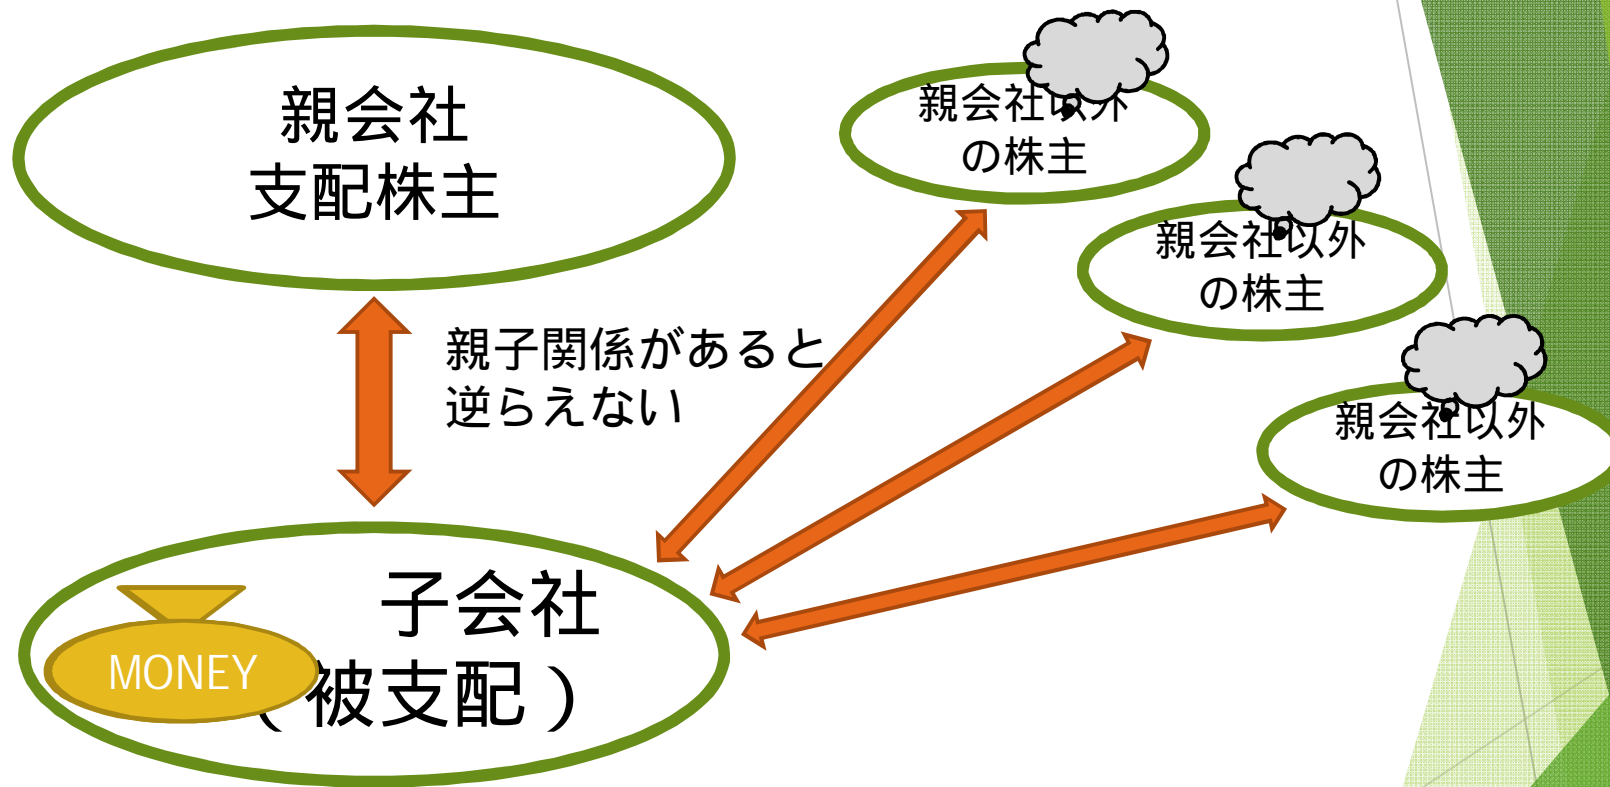 親会社
支配株主
親会社以外
の株主
親会社以外
の株主
親会社以外
の株主
親子関係があると
逆らえない
子会社
(被支配)
MONEY